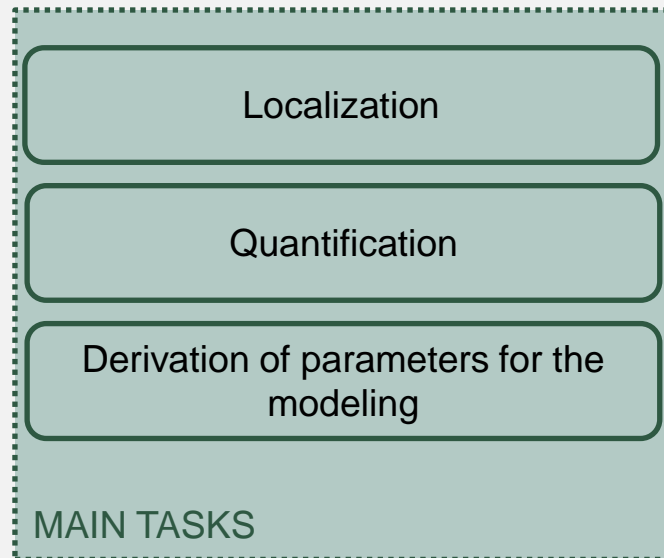 Localization
Quantification
Derivation of parameters for the
modeling
MAIN TASKS